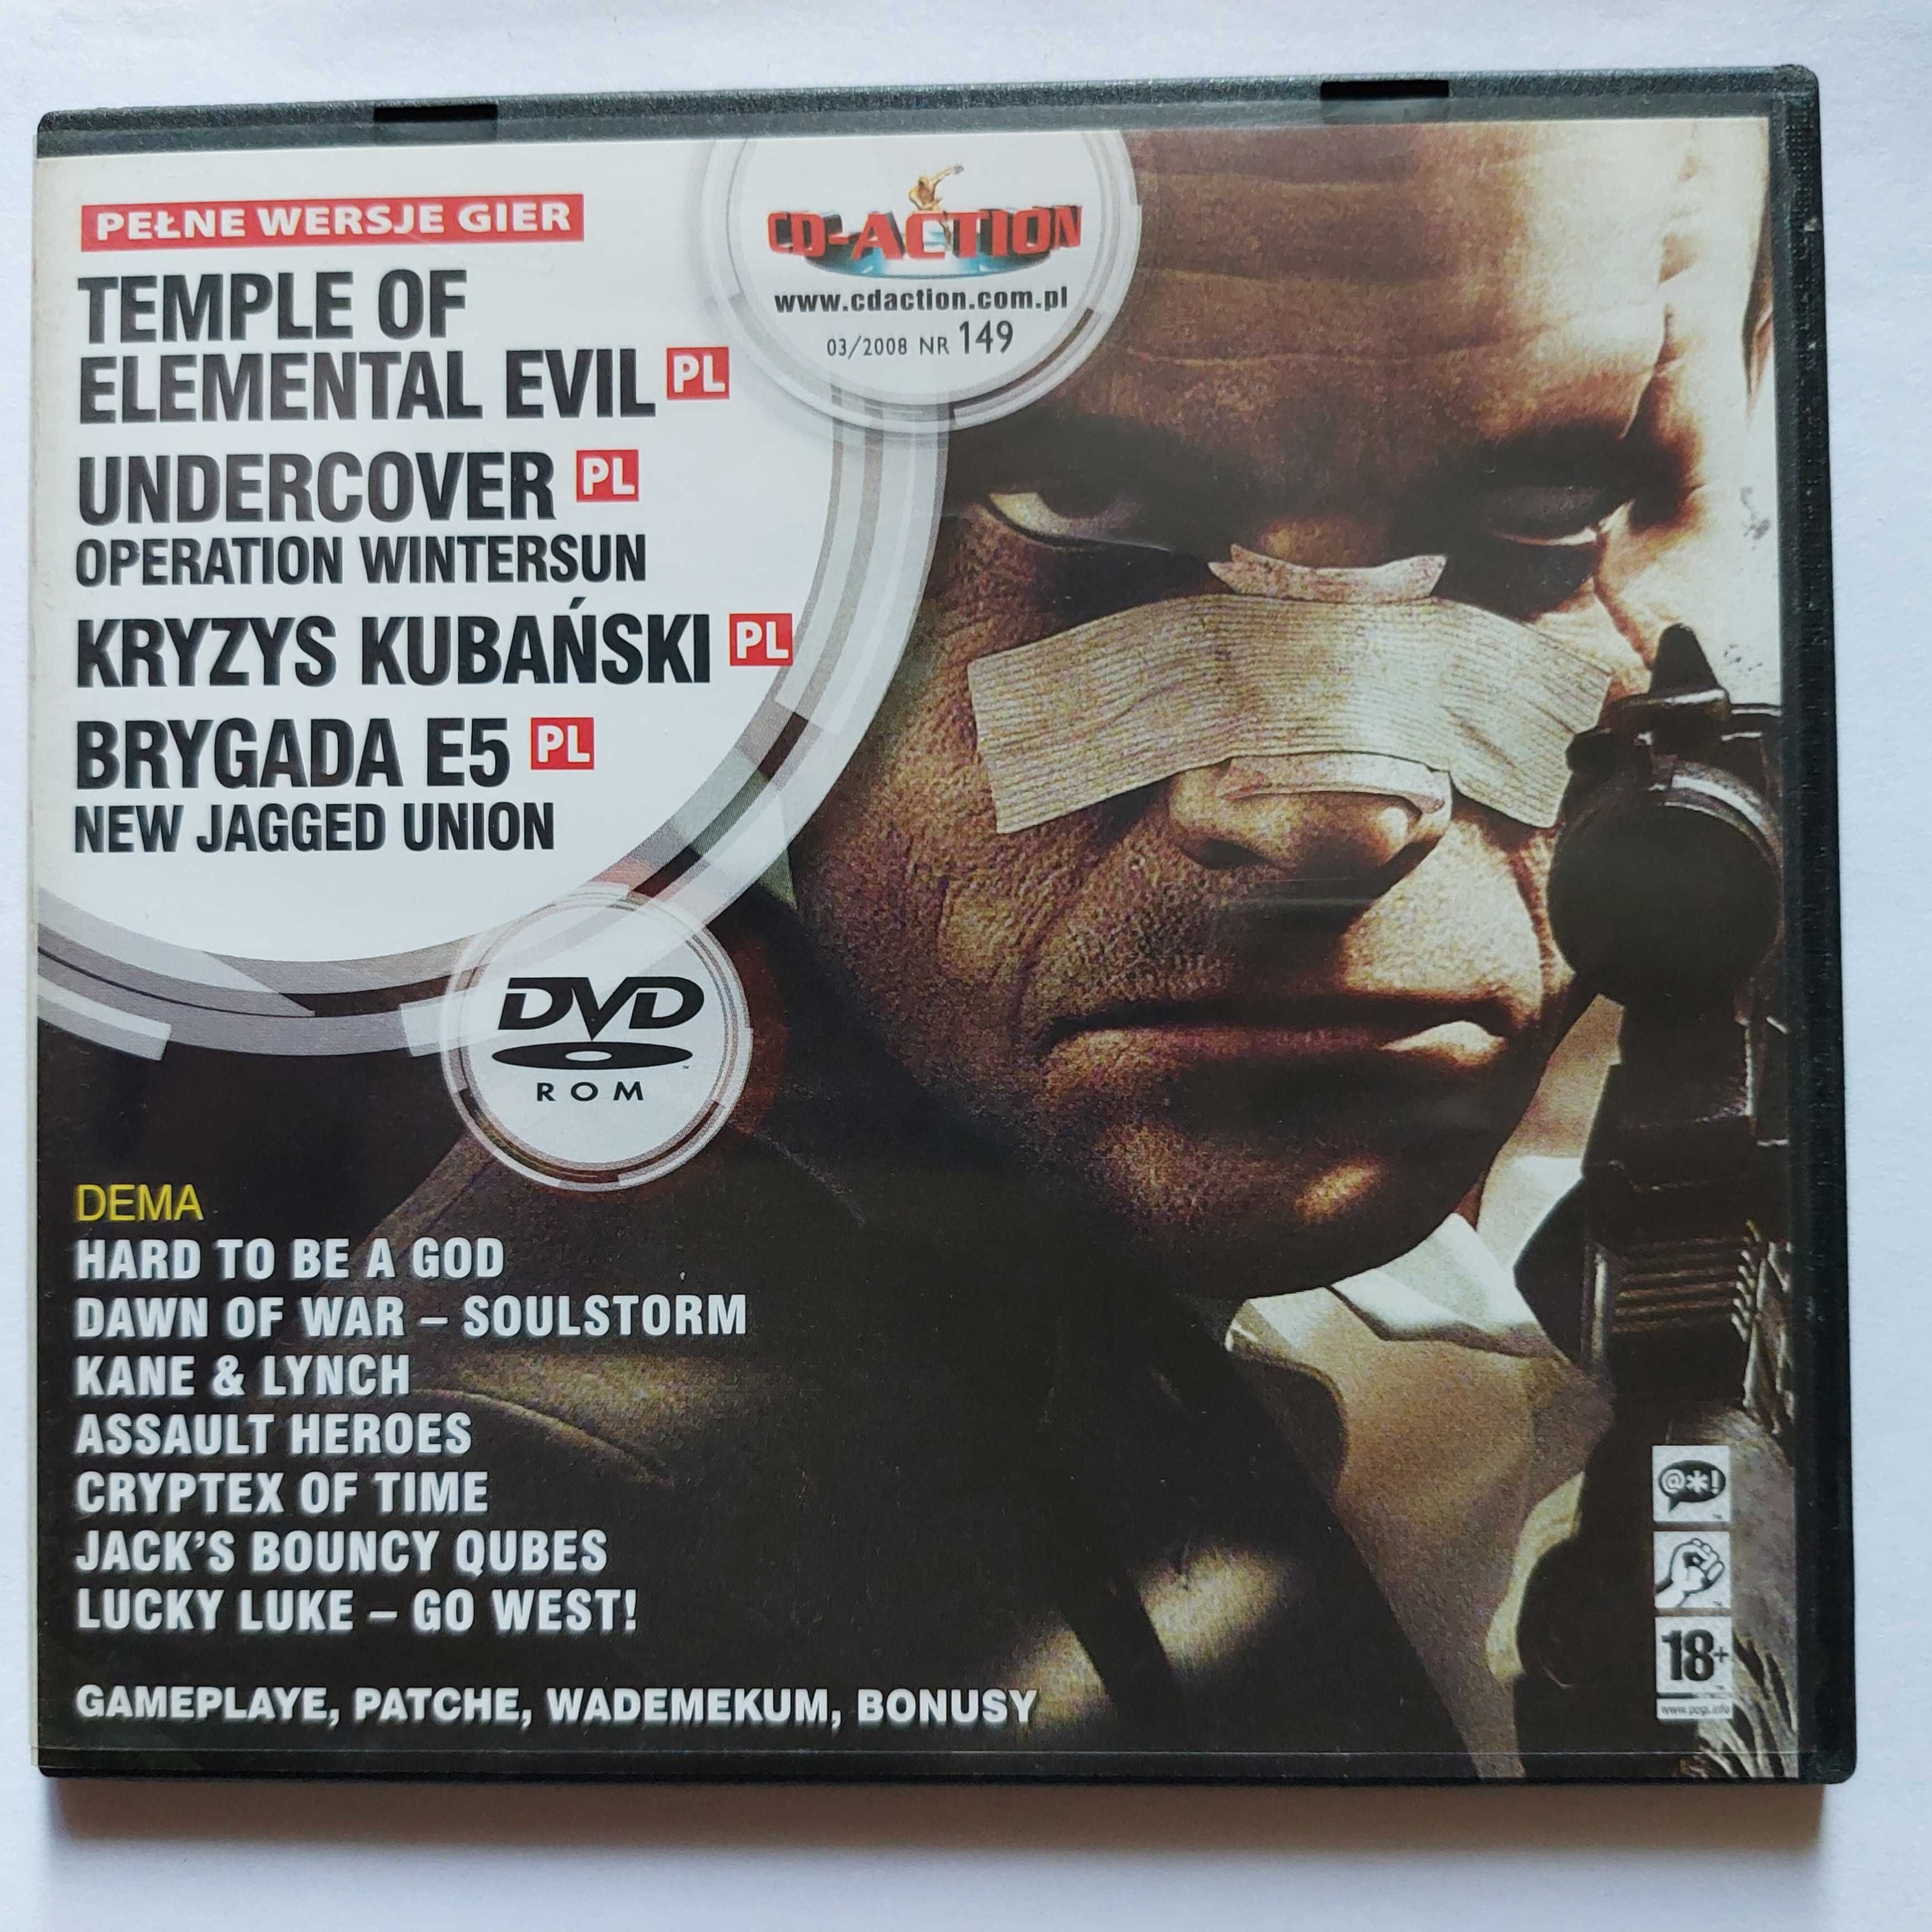 PEŁNE WERSJE GIER
TEMPLE OF
ELEMENTAL EVIL PL
UNDERCOVER PL
OPERATION WINTERSUN
KRYZYS KUBAŃSKI PL
BRYGADA E5 PL
NEW JAGGED UNION
CD-ACTION
www.cdaction.com.pl
03/2008 NR 149
DVD
ROM
DEMA
HARD TO BE A GOD
DAWN OF WAR – SOULSTORM
KANE & LYNCH
ASSAULT HEROES
CRYPTEX OF TIME
JACK'S BOUNCY QUBES
LUCKY LUKE – GO WEST!
GAMEPLAYE, PATCHE, WADEMEKUM, BONUSY
@*!
18+
www.pegi.info